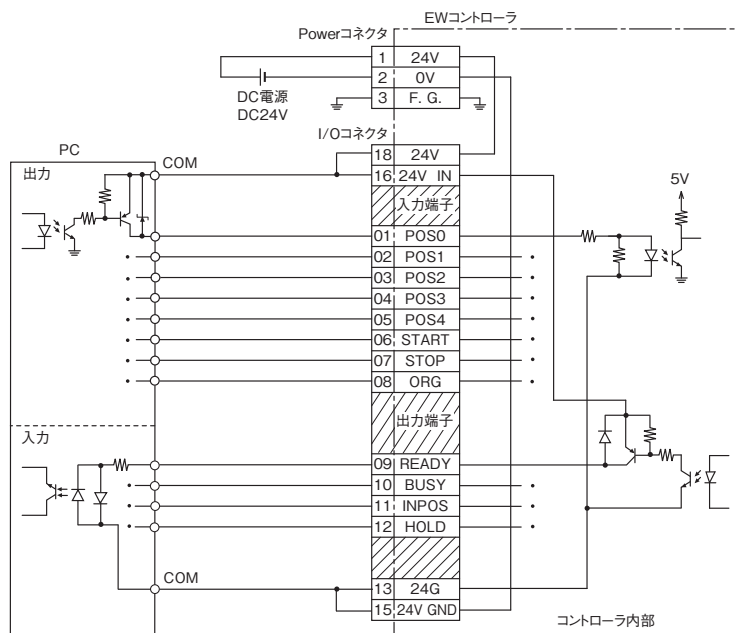 EWコントローラ
Powerコネクタ
1 24V
2 0V
3 F. G.
DC電源
DC24V
I/Oコネクタ
PC
COM
18 24V
出力
16 24V IN
5V
入力端子
01 POS0
02 POS1
03 POS2
04 POS3
05 POS4
06 START
07 STOP
08 ORG
出力端子
入力
09 READY
10 BUSY
11 INPOS
12 HOLD
COM
13 24G
15 24V GND
コントローラ内部